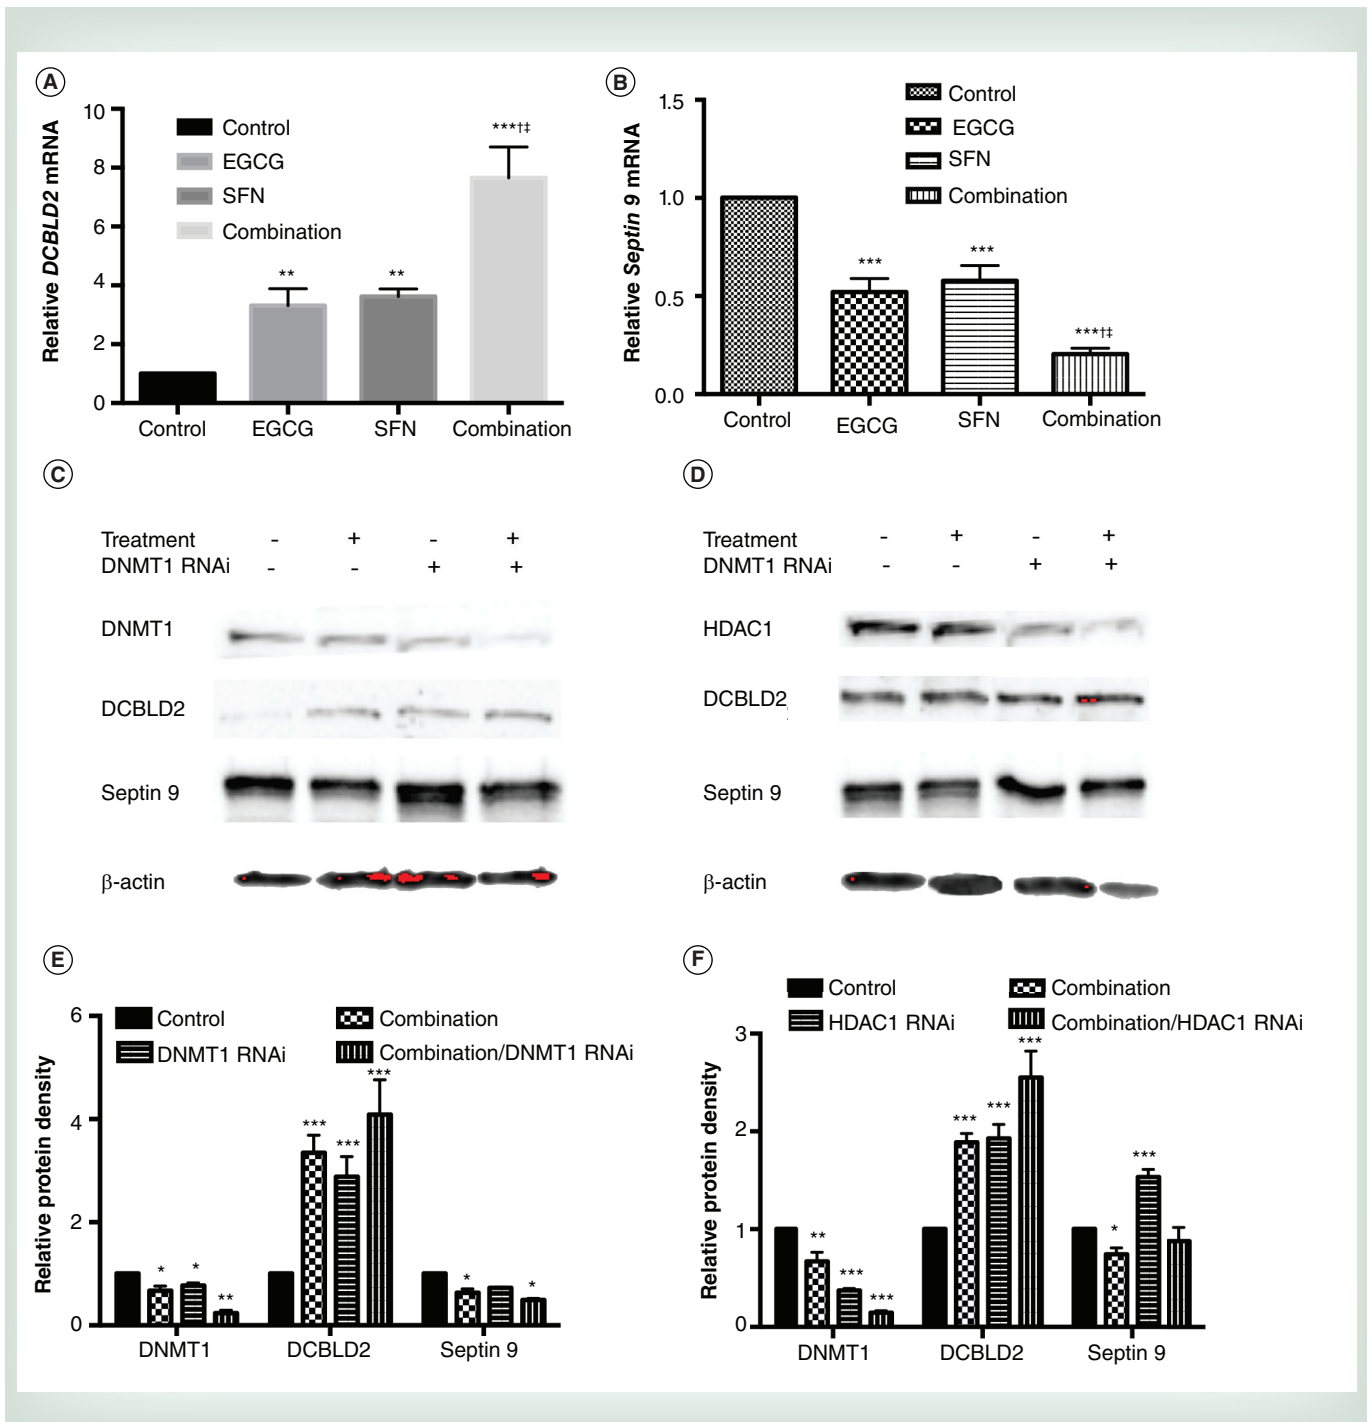 A
Relative DCBLD2 mRNA
10
8
6
4
2
0
Control
EGCG
SFN
Combination
**
**
***†‡
Control
EGCG
SFN
Combination
B
Relative Septin 9 mRNA
1.5
1.0
0.5
0.0
Control
EGCG
SFN
Combination
***
***
***†‡
Control
EGCG
SFN
Combination
C
Treatment - + - +
DNMT1 RNAi - - + +
DNMT1
DCBLD2
Septin 9
β-actin
D
Treatment - + - +
DNMT1 RNAi - - + +
HDAC1
DCBLD2
Septin 9
β-actin
E
Relative protein density
6
4
2
0
Control
Combination
DNMT1 RNAi
Combination/DNMT1 RNAi
* * **
*** *** ***
* *
DNMT1 DCBLD2 Septin 9
F
Relative protein density
3
2
1
0
Control
Combination
HDAC1 RNAi
Combination/HDAC1 RNAi
** *** ***
*** *** ***
* ***
DNMT1 DCBLD2 Septin 9